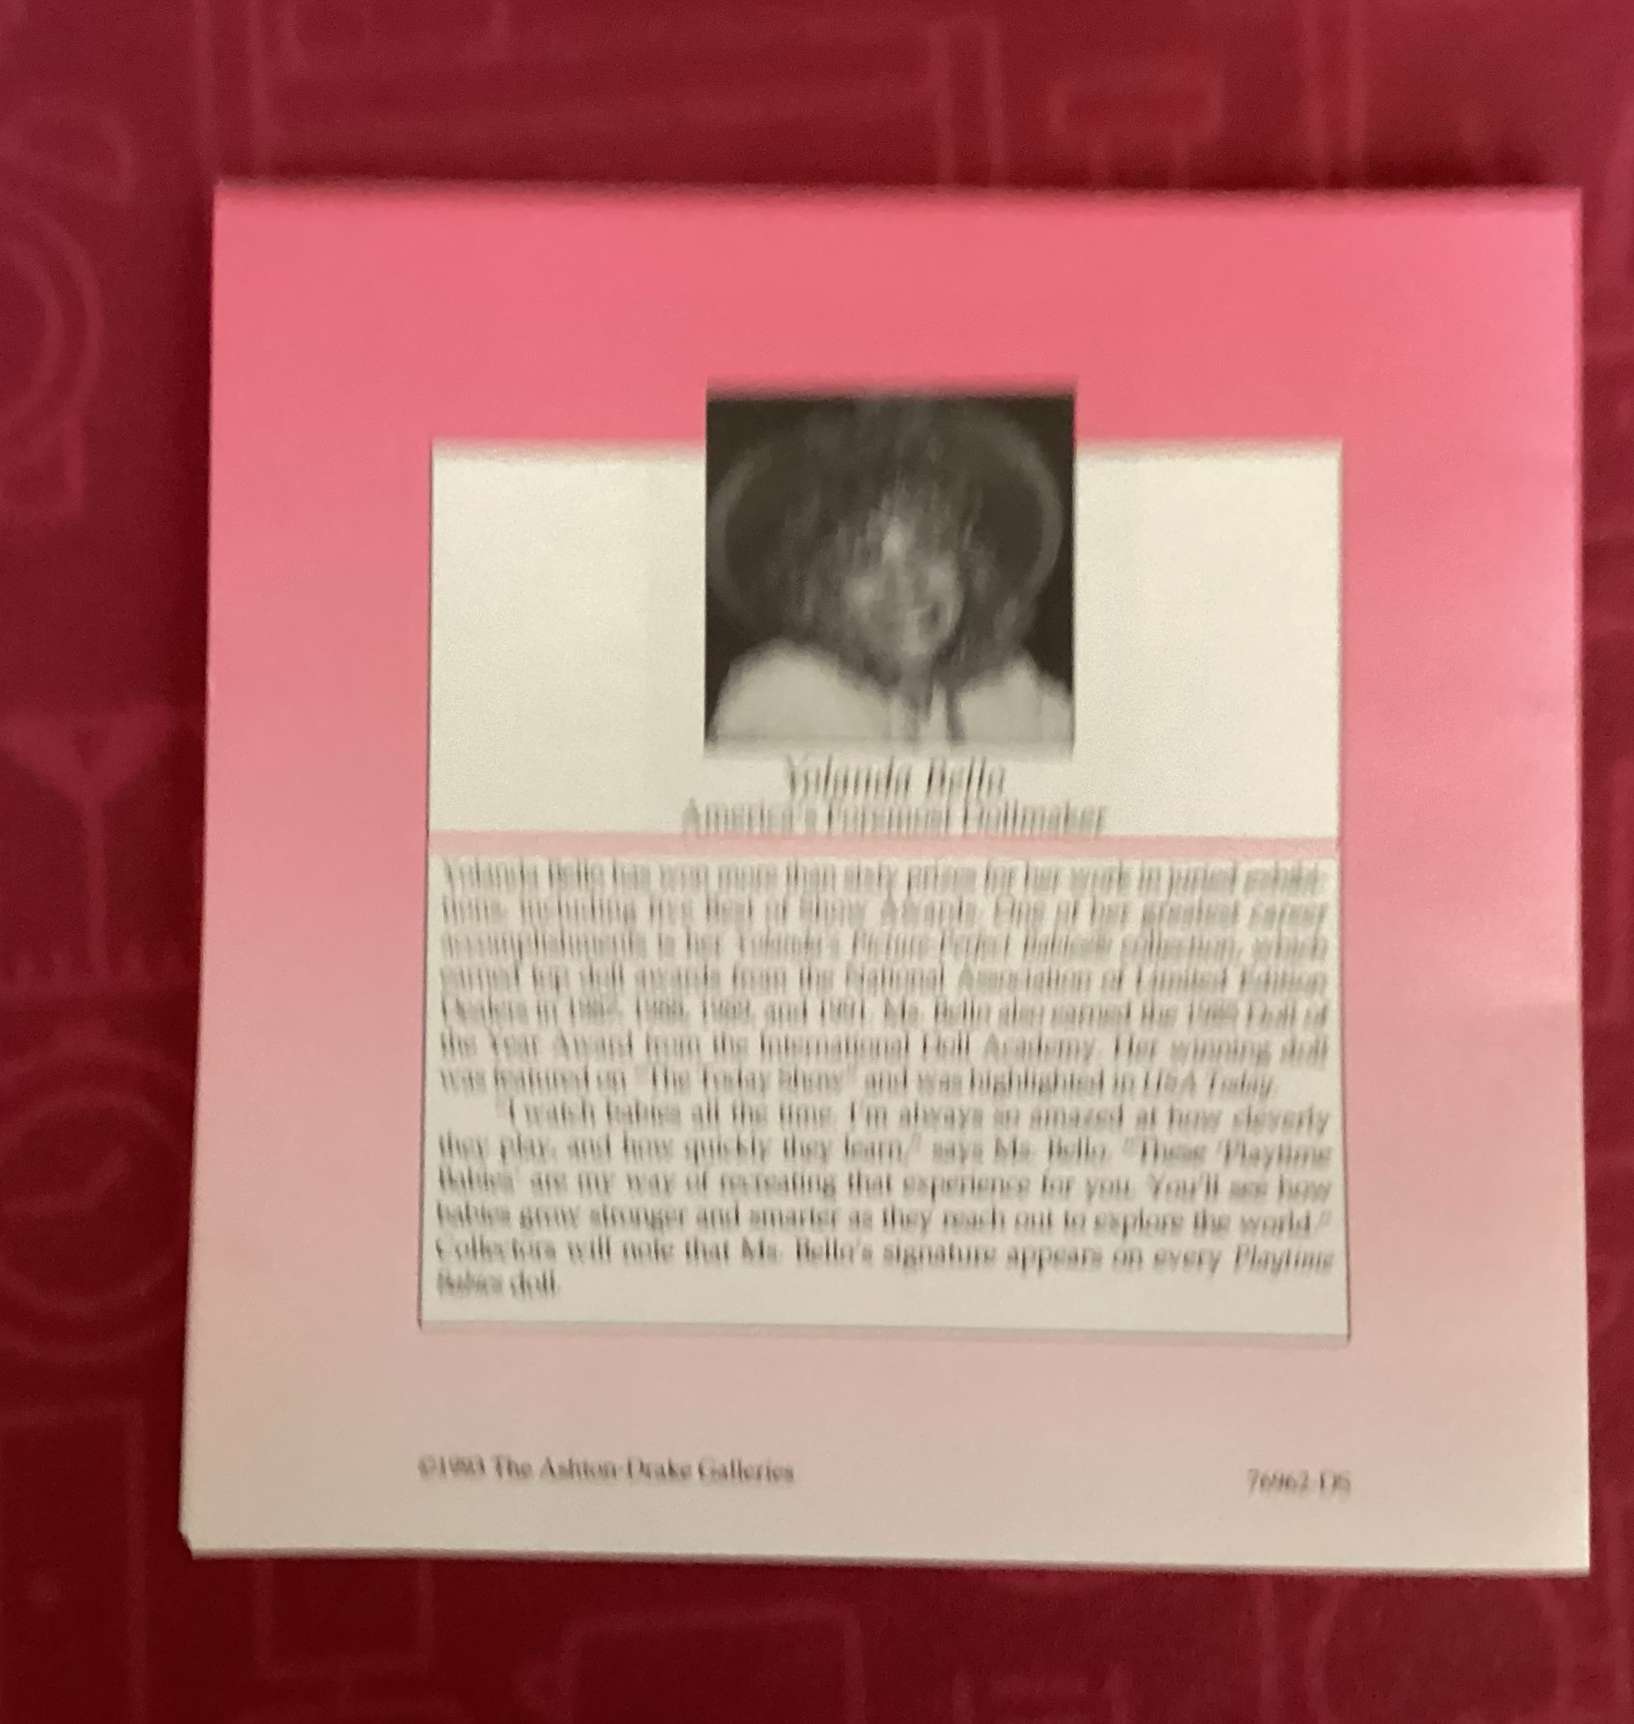 Yolanda Bello
America's Foremost Dollmaker
Yolanda Bello has won more than sixty prizes for her work in juried exhibi-
tions, including five Best of Show Awards. One of her greatest career
accomplishments is her Yolanda's Picture-Perfect Babies® collection, which
earned top doll awards from the National Association of Limited Edition
Dealers in 1987, 1988, 1989, and 1991. Ms. Bello also earned the 1989 Doll of
the Year Award from the International Doll Academy. Her winning doll
was featured on "The Today Show" and was highlighted in USA Today.
"I watch babies all the time. I'm always so amazed at how cleverly
they play, and how quickly they learn," says Ms. Bello. "These 'Playtime
Babies' are my way of recreating that experience for you. You'll see how
babies grow stronger and smarter as they reach out to explore the world."
Collectors will note that Ms. Bello's signature appears on every Playtime
Babies doll.
©1993 The Ashton-Drake Galleries
76962-DS